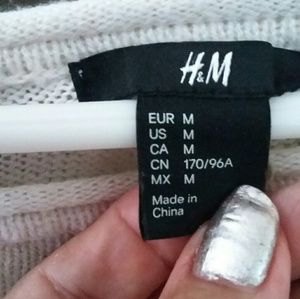 H&M
EUR M
US M
CA M
CN 170/96A
MX M
Made in
China